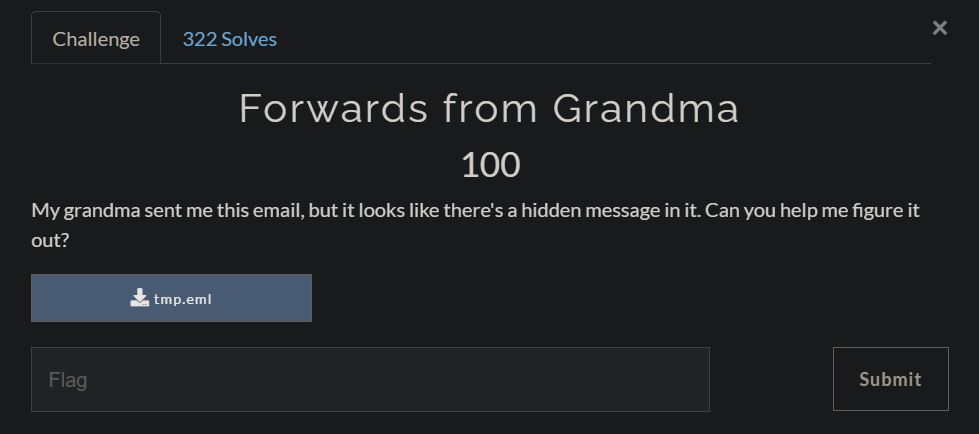 Challenge
322 Solves
×
Forwards from Grandma
100
My grandma sent me this email, but it looks like there's a hidden message in it. Can you help me figure it
out?
tmp.eml
Flag
Submit